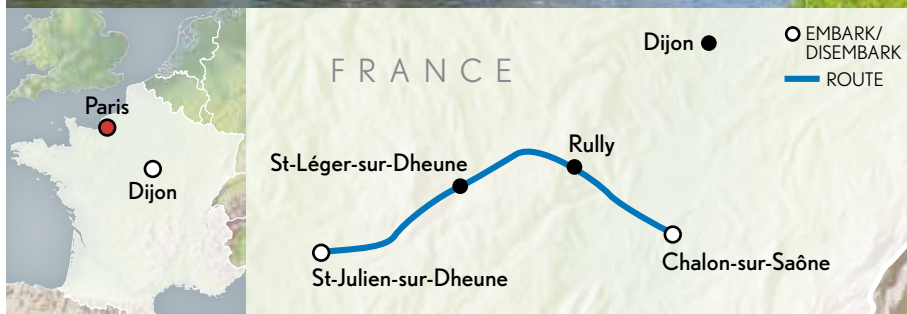 Paris
Dijon
FRANCE
Dijon
EMBARK/
DISEMBARK
ROUTE
Rully
St-Léger-sur-Dheune
St-Julien-sur-Dheune
Chalon-sur-Saône